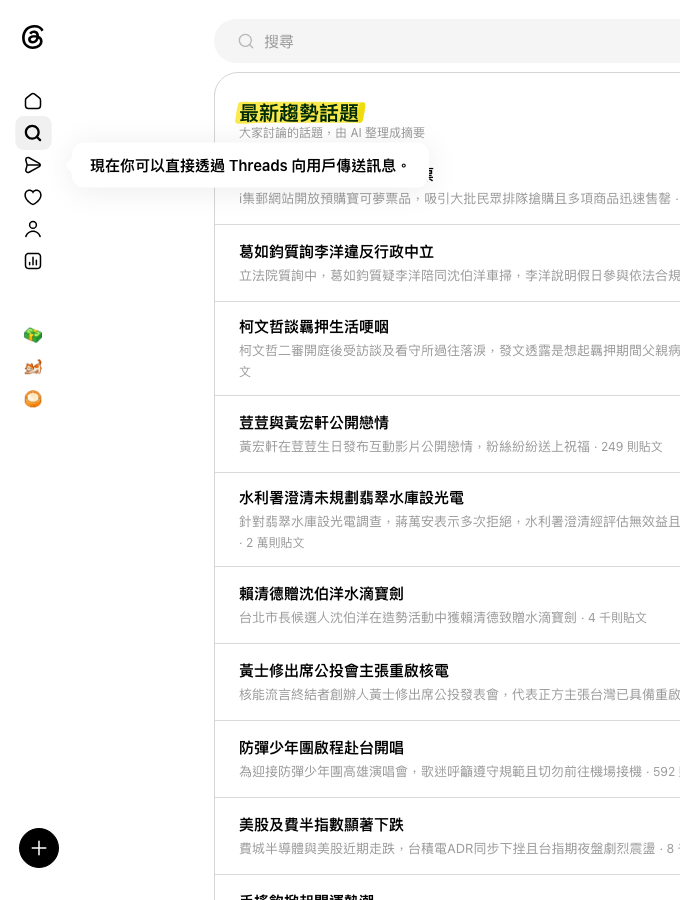 搜尋
最新趨勢話題
大家討論的話題，由 AI 整理成摘要
現在你可以直接透過 Threads 向用戶傳送訊息。
票
i集郵網站開放預購寶可夢票品，吸引大批民眾排隊搶購且多項商品迅速售罄 ·
葛如鈞質詢李洋違反行政中立
立法院質詢中，葛如鈞質疑李洋陪同沈伯洋車掃，李洋說明假日參與依法合規
柯文哲談羈押生活哽咽
柯文哲二審開庭後受訪談及看守所過往落淚，發文透露是想起羈押期間父親病
文
荳荳與黃宏軒公開戀情
黃宏軒在荳荳生日發布互動影片公開戀情，粉絲紛紛送上祝福 · 249 則貼文
水利署澄清未規劃翡翠水庫設光電
針對翡翠水庫設光電調查，蔣萬安表示多次拒絕，水利署澄清經評估無效益且
· 2 萬則貼文
賴清德贈沈伯洋水滴寶劍
台北市長候選人沈伯洋在造勢活動中獲賴清德致贈水滴寶劍 · 4 千則貼文
黃士修出席公投會主張重啟核電
核能流言終結者創辦人黃士修出席公投發表會，代表正方主張台灣已具備重啟
防彈少年團啟程赴台開唱
為迎接防彈少年團高雄演唱會，歌迷呼籲遵守規範且切勿前往機場接機 · 592
美股及費半指數顯著下跌
費城半導體與美股近期走跌，台積電ADR同步下挫且台指期夜盤劇烈震盪 · 8